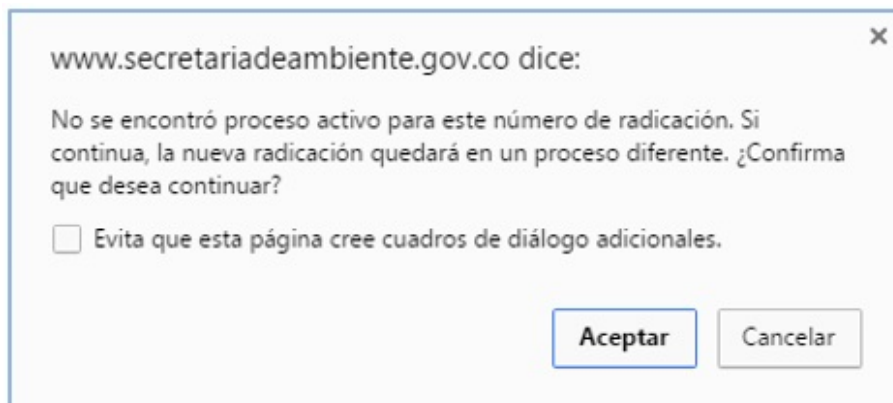 www.secretariadeambiente.gov.co dice:
No se encontró proceso activo para este número de radicación. Si
continua, la nueva radicación quedará en un proceso diferente. ¿Confirma
que desea continuar?
Evita que esta página cree cuadros de diálogo adicionales.
Aceptar Cancelar